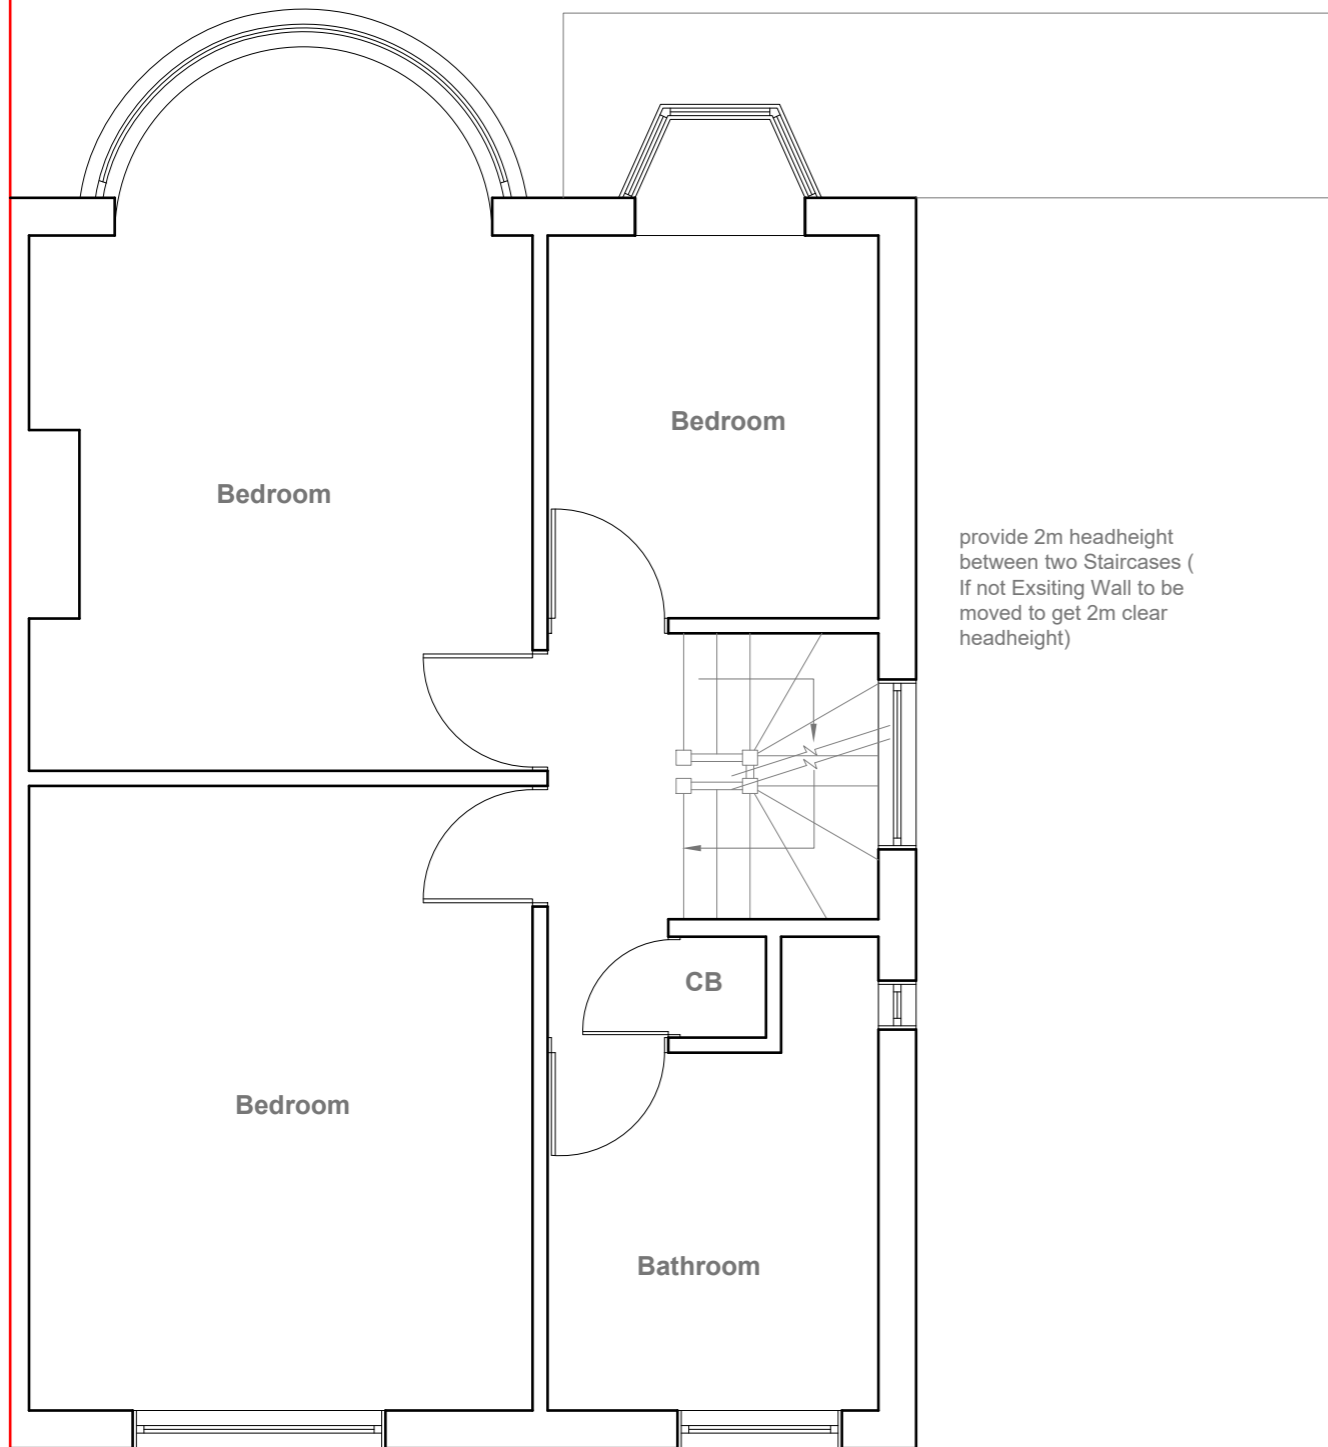 Bedroom
Bedroom
provide 2m headheight
between two Staircases (
If not Exsiting Wall to be
moved to get 2m clear
headheight)
CB
Bedroom
Bathroom